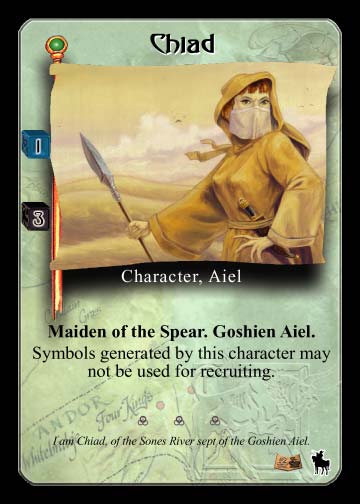 Chiad
1
3
Character, Aiel
Maiden of the Spear. Goshien Aiel.
Symbols generated by this character may
not be used for recruiting.
ANDOR
Four Kings
Whitebridge
I am Chiad, of the Sones River sept of the Goshien Aiel.